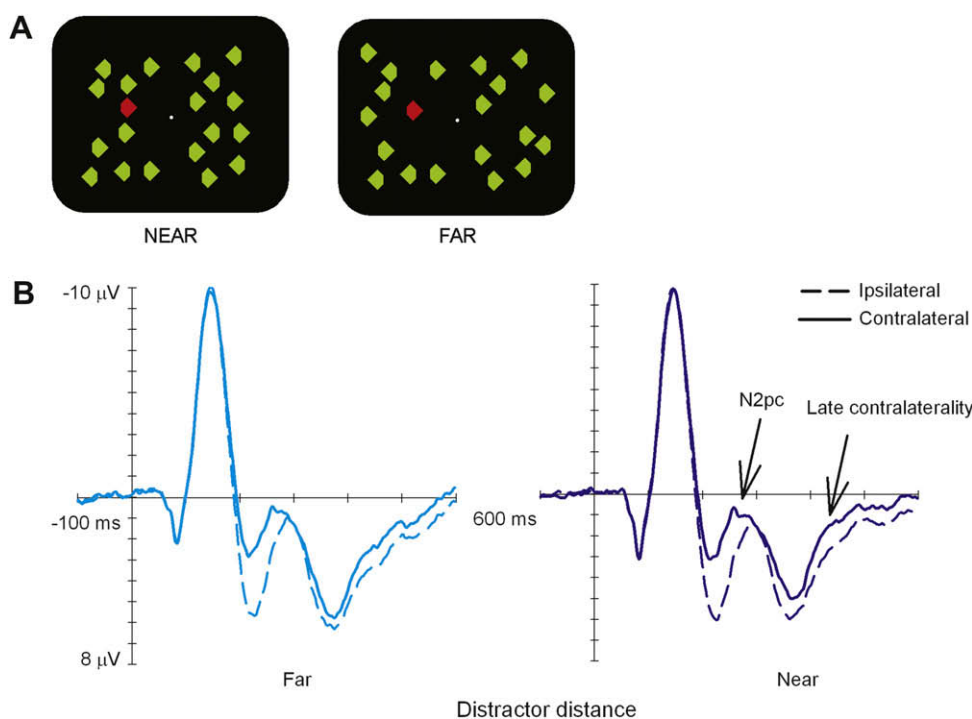 A
NEAR
FAR
B
-10 μV
-100 ms
8 μV
Far
600 ms
Ipsilateral
Contralateral
N2pc
Late contralaterality
Near
Distractor distance